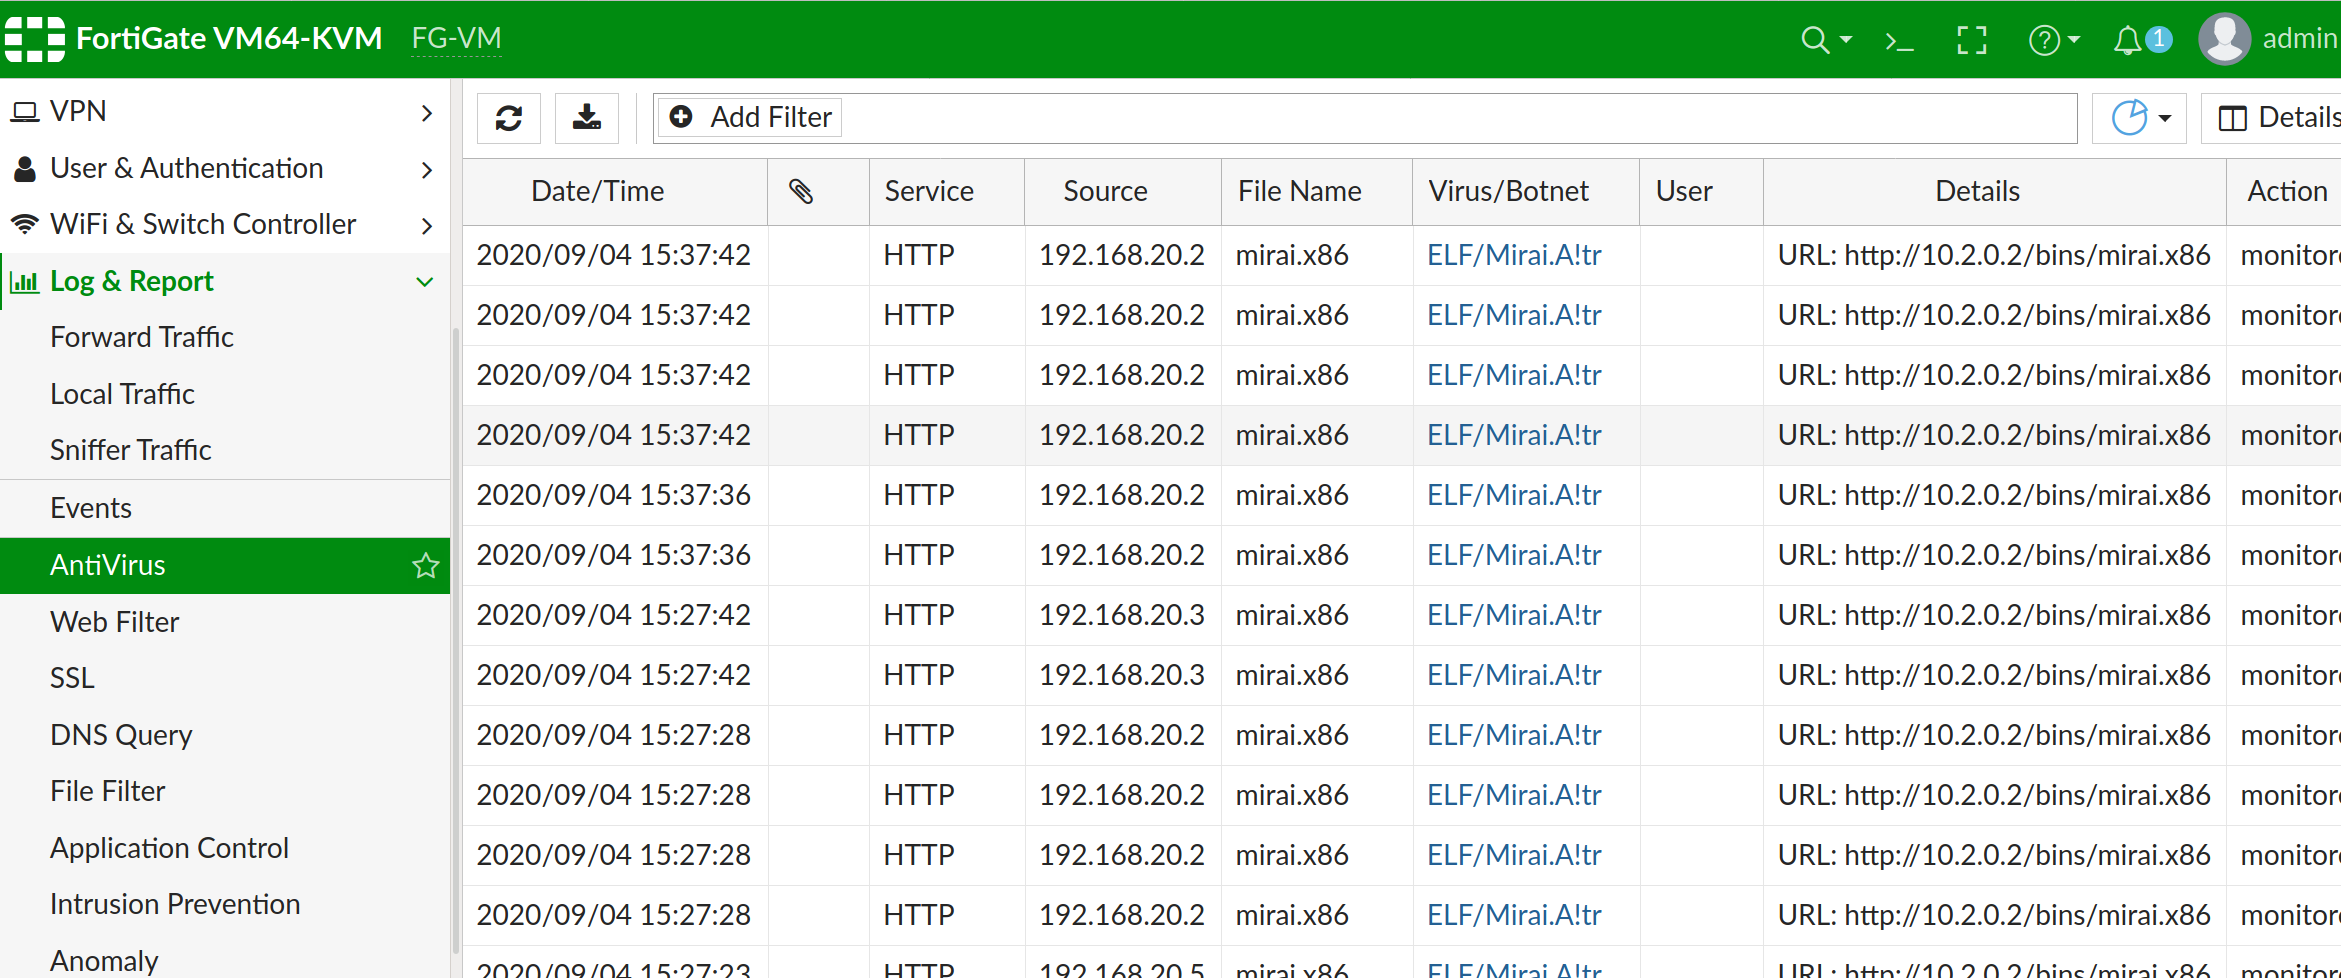 FortiGate VM64-KVM FG-VM 1 admin
VPN
User & Authentication
WiFi & Switch Controller
Log & Report
Forward Traffic
Local Traffic
Sniffer Traffic
Events
AntiVirus
Web Filter
SSL
DNS Query
File Filter
Application Control
Intrusion Prevention
Anomaly
Add Filter Details
Date/Time Service Source File Name Virus/Botnet User Details Action
2020/09/04 15:37:42 HTTP 192.168.20.2 mirai.x86 ELF/Mirai.A!tr URL: http://10.2.0.2/bins/mirai.x86 monitor
2020/09/04 15:37:42 HTTP 192.168.20.2 mirai.x86 ELF/Mirai.A!tr URL: http://10.2.0.2/bins/mirai.x86 monitor
2020/09/04 15:37:42 HTTP 192.168.20.2 mirai.x86 ELF/Mirai.A!tr URL: http://10.2.0.2/bins/mirai.x86 monitor
2020/09/04 15:37:42 HTTP 192.168.20.2 mirai.x86 ELF/Mirai.A!tr URL: http://10.2.0.2/bins/mirai.x86 monitor
2020/09/04 15:37:36 HTTP 192.168.20.2 mirai.x86 ELF/Mirai.A!tr URL: http://10.2.0.2/bins/mirai.x86 monitor
2020/09/04 15:37:36 HTTP 192.168.20.2 mirai.x86 ELF/Mirai.A!tr URL: http://10.2.0.2/bins/mirai.x86 monitor
2020/09/04 15:27:42 HTTP 192.168.20.3 mirai.x86 ELF/Mirai.A!tr URL: http://10.2.0.2/bins/mirai.x86 monitor
2020/09/04 15:27:42 HTTP 192.168.20.3 mirai.x86 ELF/Mirai.A!tr URL: http://10.2.0.2/bins/mirai.x86 monitor
2020/09/04 15:27:28 HTTP 192.168.20.2 mirai.x86 ELF/Mirai.A!tr URL: http://10.2.0.2/bins/mirai.x86 monitor
2020/09/04 15:27:28 HTTP 192.168.20.2 mirai.x86 ELF/Mirai.A!tr URL: http://10.2.0.2/bins/mirai.x86 monitor
2020/09/04 15:27:28 HTTP 192.168.20.2 mirai.x86 ELF/Mirai.A!tr URL: http://10.2.0.2/bins/mirai.x86 monitor
2020/09/04 15:27:28 HTTP 192.168.20.2 mirai.x86 ELF/Mirai.A!tr URL: http://10.2.0.2/bins/mirai.x86 monitor
2020/09/04 15:27:23 HTTP 192.168.20.5 mirai.x86 ELF/Mirai.A!tr URL: http://10.2.0.2/bins/mirai.x86 monitor